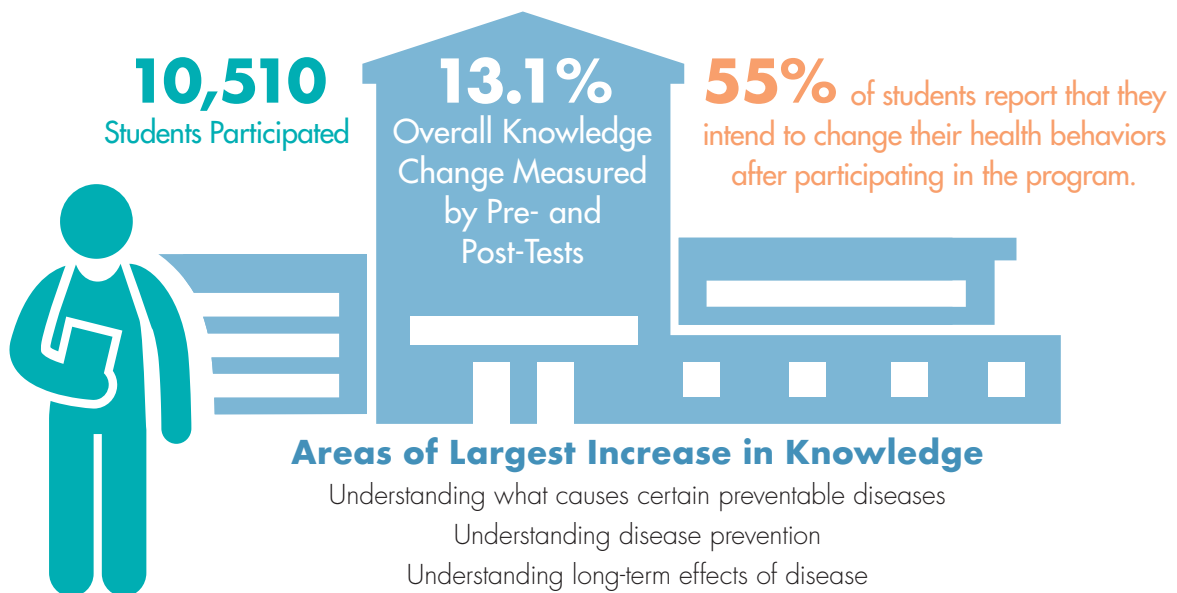 10,510
Students Participated
13.1%
Overall Knowledge
Change Measured
by Pre- and
Post-Tests
55% of students report that they
intend to change their health behaviors
after participating in the program.
Areas of Largest Increase in Knowledge
Understanding what causes certain preventable diseases
Understanding disease prevention
Understanding long-term effects of disease